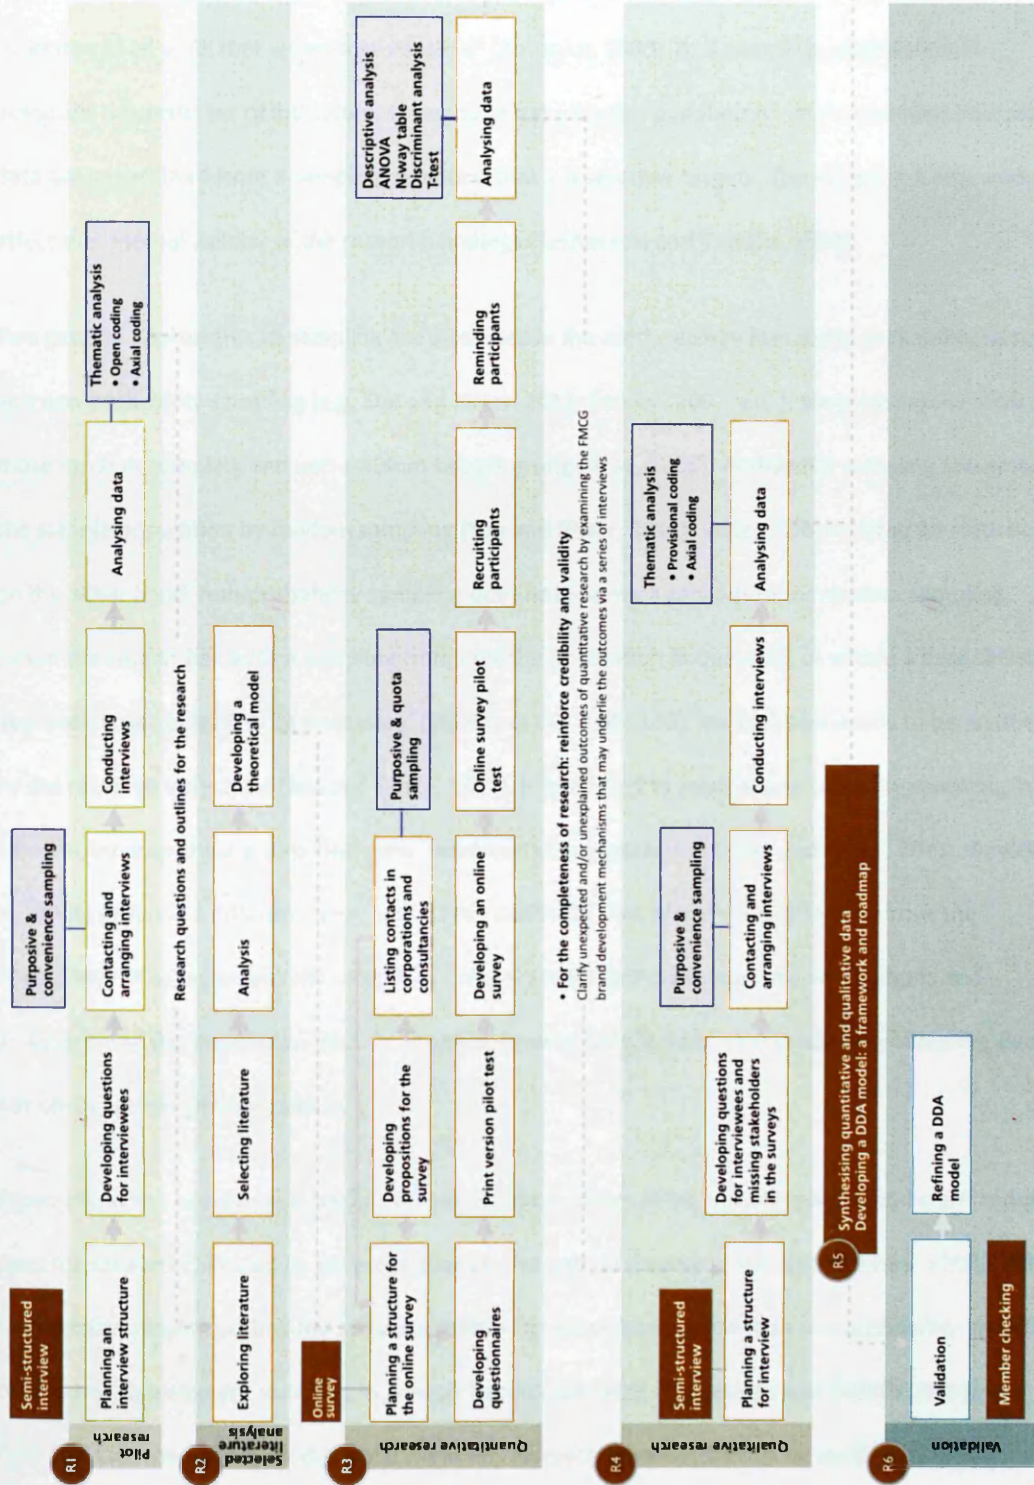 Semi-structured
interview
Purposive &
convenience sampling
R1
Pilot
research
Planning an
interview structure
Developing questions
for interviewees
Contacting and
arranging interviews
Conducting
interviews
Analysing data
Thematic analysis
• Open coding
• Axial coding
Research questions and outlines for the research
R2
Selected
literature
analysis
Exploring literature
Selecting literature
Analysis
Developing a
theoretical model
Online
survey
R3
Quantitative research
Planning a structure for
the online survey
Developing
propositions for the
survey
Listing contacts in
corporations and
consultancies
Purposive & quota
sampling
Developing
questionnaires
Print version pilot test
Developing an online
survey
Online survey pilot
test
Recruiting
participants
Reminding
participants
Analysing data
Descriptive analysis
ANOVA
N-way table
Discriminant analysis
T-test
• For the completeness of research: reinforce credibility and validity
Clarify unexpected and/or unexplained outcomes of quantitative research by examining the FMCG
brand development mechanisms that may underlie the outcomes via a series of interviews
R4
Qualitative research
Semi-structured
interview
Planning a structure
for interview
Developing questions
for interviewees and
missing stakeholders
in the surveys
Purposive &
convenience sampling
Contacting and
arranging interviews
Conducting interviews
Analysing data
Thematic analysis
• Provisional coding
• Axial coding
R5
Synthesising quantitative and qualitative data
Developing a DDA model: a framework and roadmap
R6
Validation
Validation
Refining a DDA
model
Member checking